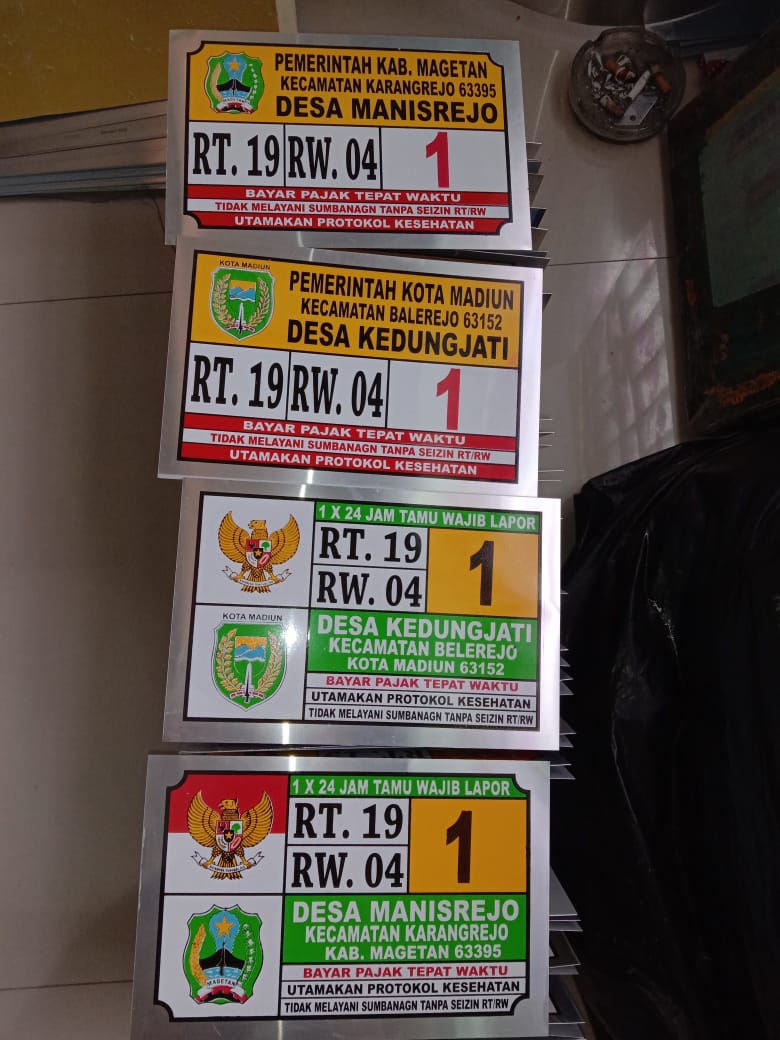 PEMERINTAH KAB. MAGETAN
KECAMATAN KARANGREJO 63395
DESA MANISREJO
MAGETAN
RT. 19 RW. 04 1
BAYAR PAJAK TEPAT WAKTU
TIDAK MELAYANI SUMBANAGN TANPA SEIZIN RT/RW
UTAMAKAN PROTOKOL KESEHATAN
KOTA MADIUN
PEMERINTAH KOTA MADIUN
KECAMATAN BALEREJO 63152
DESA KEDUNGJATI
RT. 19 RW. 04 1
BAYAR PAJAK TEPAT WAKTU
TIDAK MELAYANI SUMBANAGN TANPA SEIZIN RT/RW
UTAMAKAN PROTOKOL KESEHATAN
1 X 24 JAM TAMU WAJIB LAPOR
RT. 19
RW. 04
1
KOTA MADIUN
DESA KEDUNGJATI
KECAMATAN BELEREJO
KOTA MADIUN 63152
BAYAR PAJAK TEPAT WAKTU
UTAMAKAN PROTOKOL KESEHATAN
TIDAK MELAYANI SUMBANAGN TANPA SEIZIN RT/RW
1 X 24 JAM TAMU WAJIB LAPOR
RT. 19
RW. 04
1
MAGETAN
DESA MANISREJO
KECAMATAN KARANGREJO
KAB. MAGETAN 63395
BAYAR PAJAK TEPAT WAKTU
UTAMAKAN PROTOKOL KESEHATAN
TIDAK MELAYANI SUMBANAGN TANPA SEIZIN RT/RW